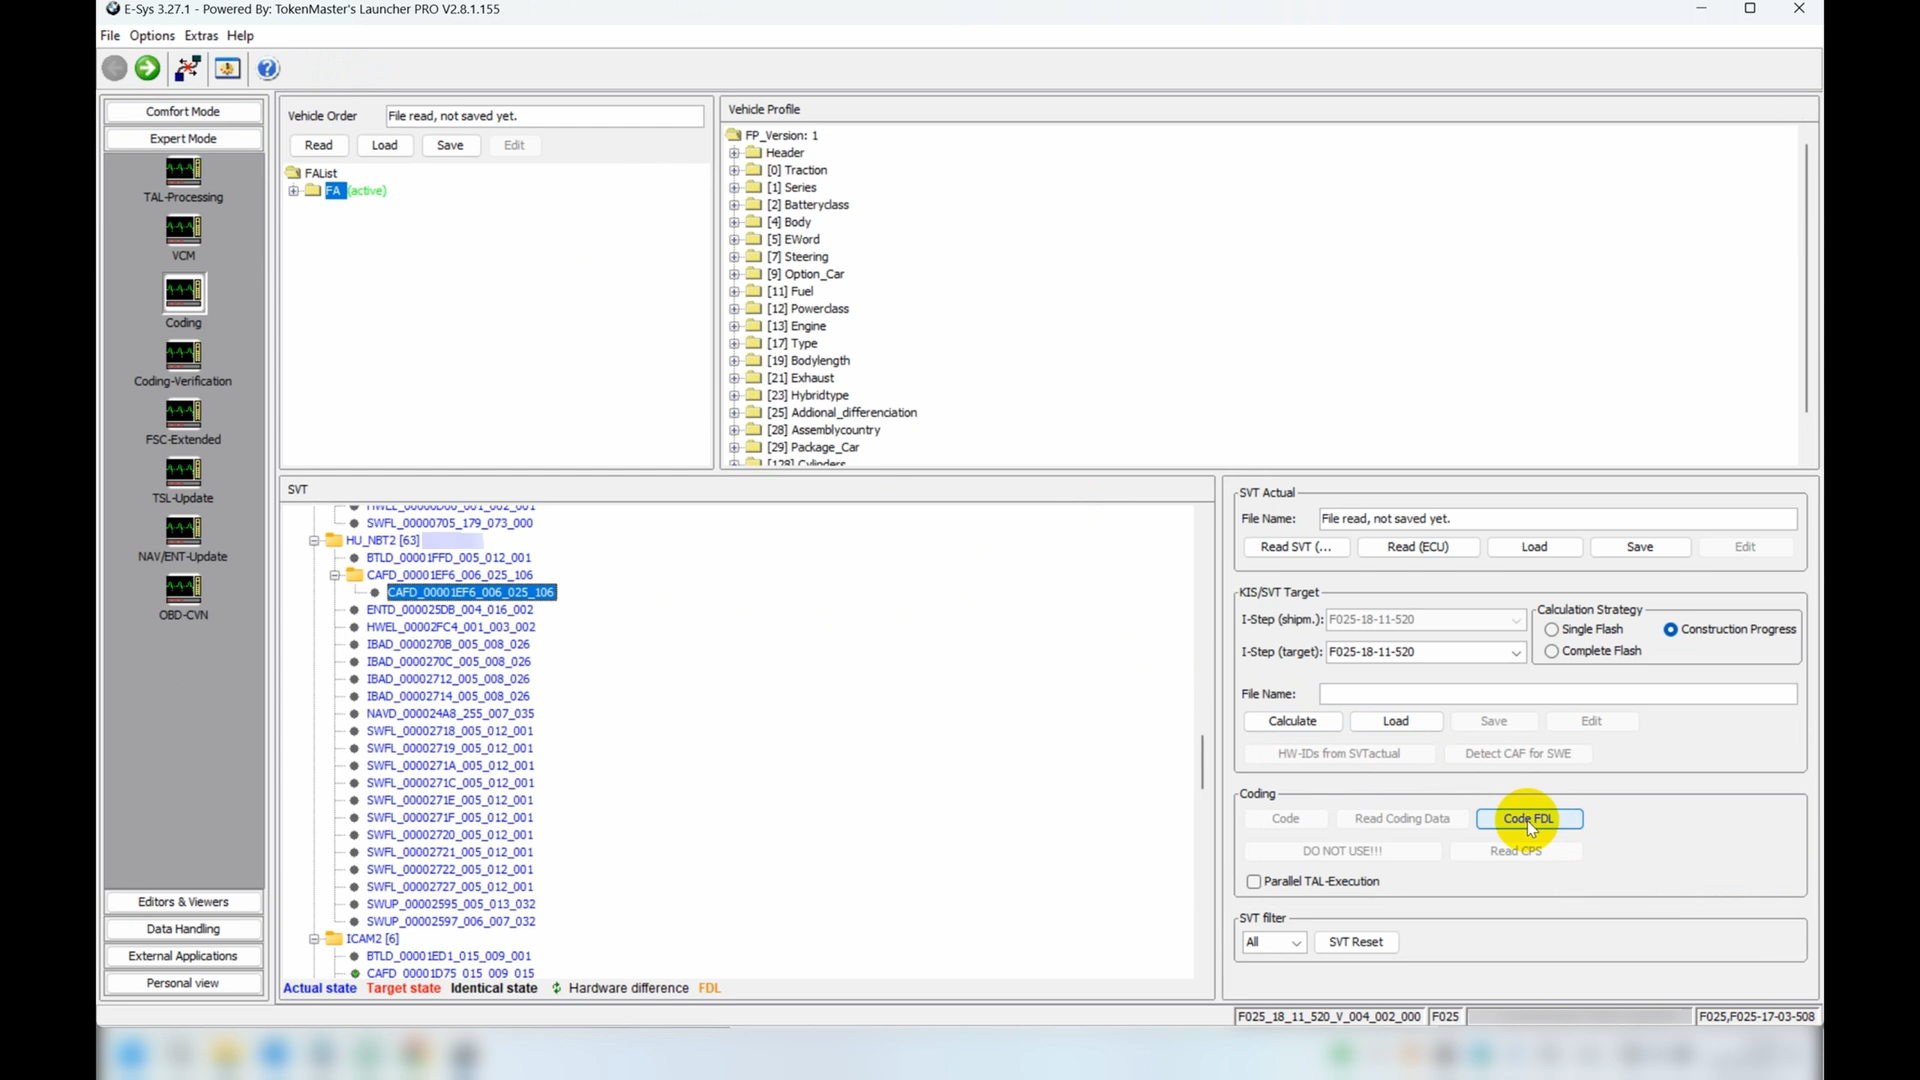 E-Sys 3.27.1 - Powered By: TokenMaster's Launcher PRO V2.8.1.155
File Options Extras Help
Comfort Mode
Expert Mode
TAL-Processing
VCM
Coding
Coding-Verification
FSC-Extended
TSL-Update
NAV/ENT-Update
OBD-CVN
Editors & Viewers
Data Handling
External Applications
Personal view
Vehicle Order File read, not saved yet.
Read Load Save Edit
FAList
FA (active)
Vehicle Profile
FP_Version: 1
Header
[0] Traction
[1] Series
[2] Batteryclass
[4] Body
[5] EWord
[7] Steering
[9] Option_Car
[11] Fuel
[12] Powerclass
[13] Engine
[17] Type
[19] Bodylength
[21] Exhaust
[23] Hybridtype
[25] Addional_differenciation
[28] Assemblycountry
[29] Package_Car
[128] Cylinders
SVT
HWEL_00000D00_001_002_001
SWFL_00000705_179_073_000
HU_NBT2 [63]
BTLD_00001FFD_005_012_001
CAFD_00001EF6_006_025_106
CAFD_00001EF6_006_025_106
ENTD_000025DB_004_016_002
HWEL_00002FC4_001_003_002
IBAD_0000270B_005_008_026
IBAD_0000270C_005_008_026
IBAD_00002712_005_008_026
IBAD_00002714_005_008_026
NAVD_000024A8_255_007_035
SWFL_00002718_005_012_001
SWFL_00002719_005_012_001
SWFL_0000271A_005_012_001
SWFL_0000271C_005_012_001
SWFL_0000271E_005_012_001
SWFL_0000271F_005_012_001
SWFL_00002720_005_012_001
SWFL_00002721_005_012_001
SWFL_00002722_005_012_001
SWFL_00002727_005_012_001
SWUP_00002595_005_013_032
SWUP_00002597_006_007_032
ICAM2 [6]
BTLD_00001ED1_015_009_001
CAFD_00001D75_015_009_015
Actual state Target state Identical state Hardware difference FDL
SVT Actual
File Name: File read, not saved yet.
Read SVT (... Read (ECU) Load Save Edit
KIS/SVT Target
I-Step (shipm.): F025-18-11-520
I-Step (target): F025-18-11-520
Calculation Strategy
Single Flash Construction Progress
Complete Flash
File Name:
Calculate Load Save Edit
HW-IDs from SVTactual Detect CAF for SWE
Coding
Code Read Coding Data Code FDL
DO NOT USE!!! Read CPS
Parallel TAL-Execution
SVT filter
All SVT Reset
F025_18_11_520_V_004_002_000 F025 F025,F025-17-03-508